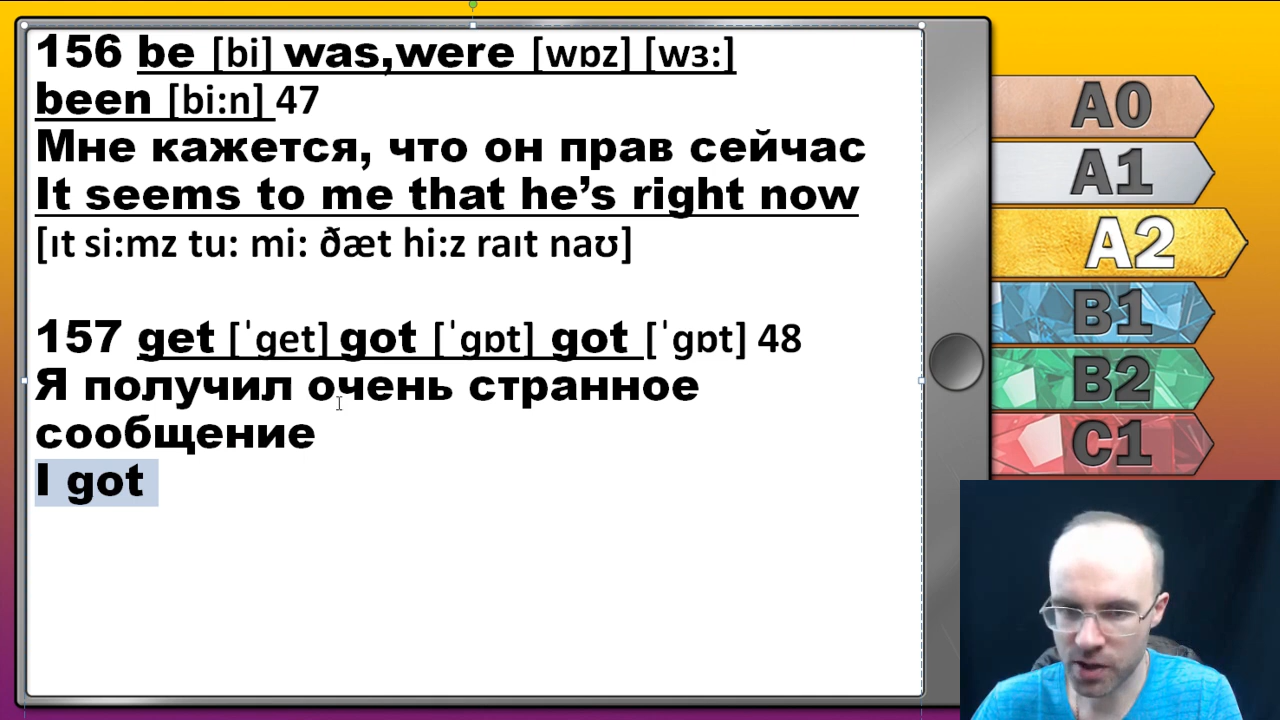 156 be [bi] was,were [wɒz] [wɜ:]
been [bi:n] 47
Мне кажется, что он прав сейчас
It seems to me that he’s right now
[ɪt si:mz tu: mi: ðæt hi:z raɪt naʊ]
157 get [ˈget] got [ˈgɒt] got [ˈgɒt] 48
Я получил очень странное
сообщение
I got
A0
A1
A2
B1
B2
C1